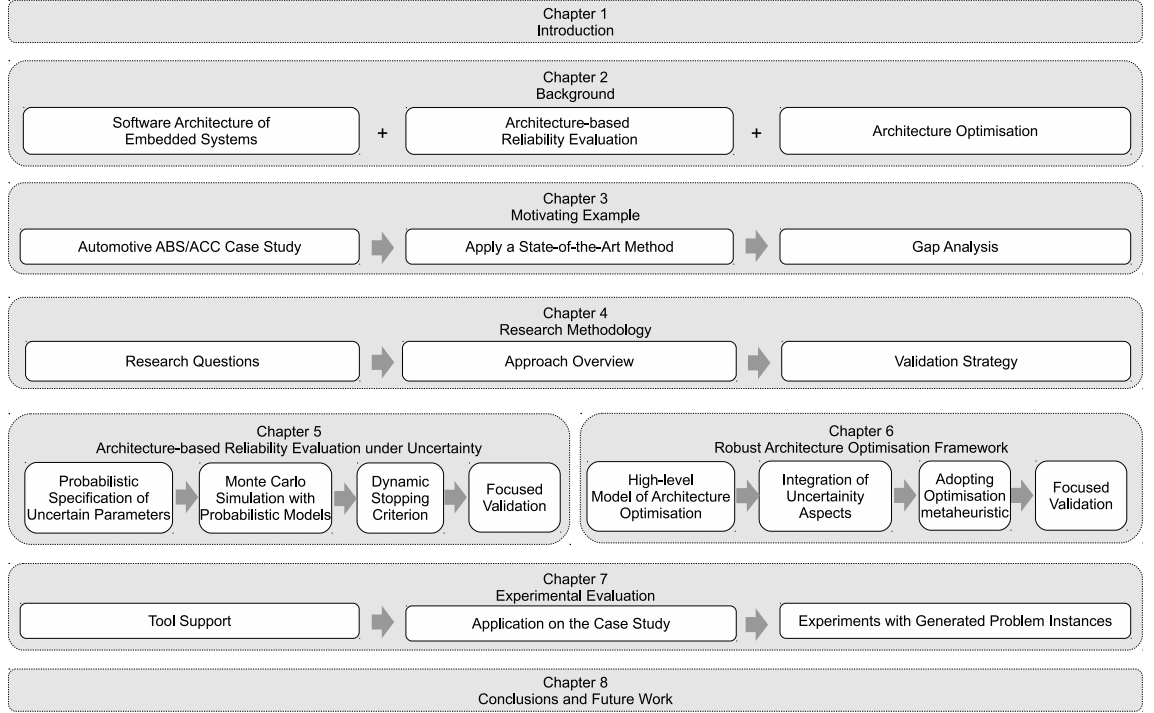 Chapter 1
Introduction
Chapter 2
Background
Software Architecture of
Embedded Systems
+
Architecture-based
Reliability Evaluation
+
Architecture Optimisation
Chapter 3
Motivating Example
Automotive ABS/ACC Case Study
Apply a State-of-the-Art Method
Gap Analysis
Chapter 4
Research Methodology
Research Questions
Approach Overview
Validation Strategy
Chapter 5
Architecture-based Reliability Evaluation under Uncertainty
Probabilistic
Specification of
Uncertain Parameters
Monte Carlo
Simulation with
Probabilistic Models
Dynamic
Stopping
Criterion
Focused
Validation
Chapter 6
Robust Architecture Optimisation Framework
High-level
Model of Architecture
Optimisation
Integration of
Uncertainity
Aspects
Adopting
Optimisation
metaheuristic
Focused
Validation
Chapter 7
Experimental Evaluation
Tool Support
Application on the Case Study
Experiments with Generated Problem Instances
Chapter 8
Conclusions and Future Work